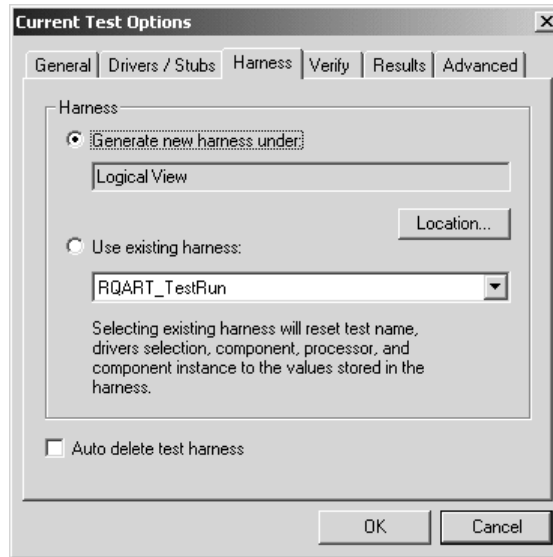 Current Test Options
General Drivers / Stubs Harness Verify Results Advanced
Harness
Generate new harness under:
Logical View
Location...
Use existing harness:
RQART_TestRun
Selecting existing harness will reset test name,
drivers selection, component, processor, and
component instance to the values stored in the
harness.
Auto delete test harness
OK Cancel